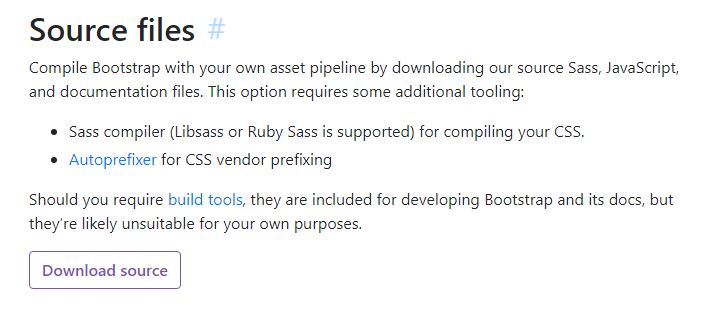 Source files #
Compile Bootstrap with your own asset pipeline by downloading our source Sass, JavaScript,
and documentation files. This option requires some additional tooling:
• Sass compiler (Libsass or Ruby Sass is supported) for compiling your CSS.
• Autoprefixer for CSS vendor prefixing
Should you require build tools, they are included for developing Bootstrap and its docs, but
they’re likely unsuitable for your own purposes.
Download source